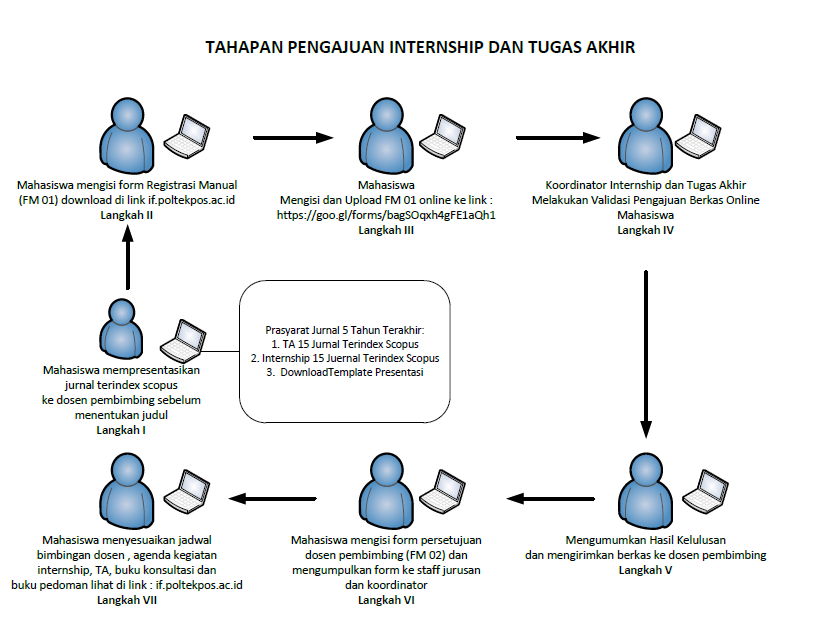 TAHAPAN PENGAJUAN INTERNSHIP DAN TUGAS AKHIR
Mahasiswa mengisi form Registrasi Manual
(FM 01) download di link if.poltekpos.ac.id
Langkah II
Mahasiswa
Mengisi dan Upload FM 01 online ke link :
https://goo.gl/forms/bagSOqxh4gFE1aQh1
Langkah III
Koordinator Internship dan Tugas Akhir
Melakukan Validasi Pengajuan Berkas Online
Mahasiswa
Langkah IV
Mahasiswa mempresentasikan
jurnal terindex scopus
ke dosen pembimbing sebelum
menentukan judul
Langkah I
Prasyarat Jurnal 5 Tahun Terakhir:
1. TA 15 Jurnal Terindex Scopus
2. Internship 15 Juernal Terindex Scopus
3. DownloadTemplate Presentasi
Mahasiswa menyesuaikan jadwal
bimbingan dosen , agenda kegiatan
internship, TA, buku konsultasi dan
buku pedoman lihat di link : if.poltekpos.ac.id
Langkah VII
Mahasiswa mengisi form persetujuan
dosen pembimbing (FM 02) dan
mengumpulkan form ke staff jurusan
dan koordinator
Langkah VI
Mengumumkan Hasil Kelulusan
dan mengirimkan berkas ke dosen pembimbing
Langkah V